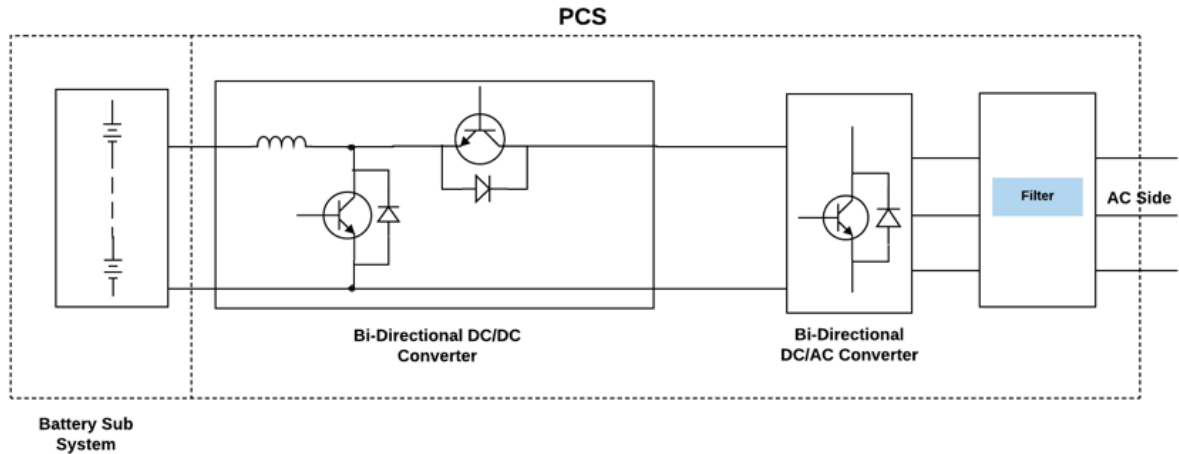 PCS
Filter
AC Side
Bi-Directional DC/DC
Converter
Bi-Directional
DC/AC Converter
Battery Sub
System